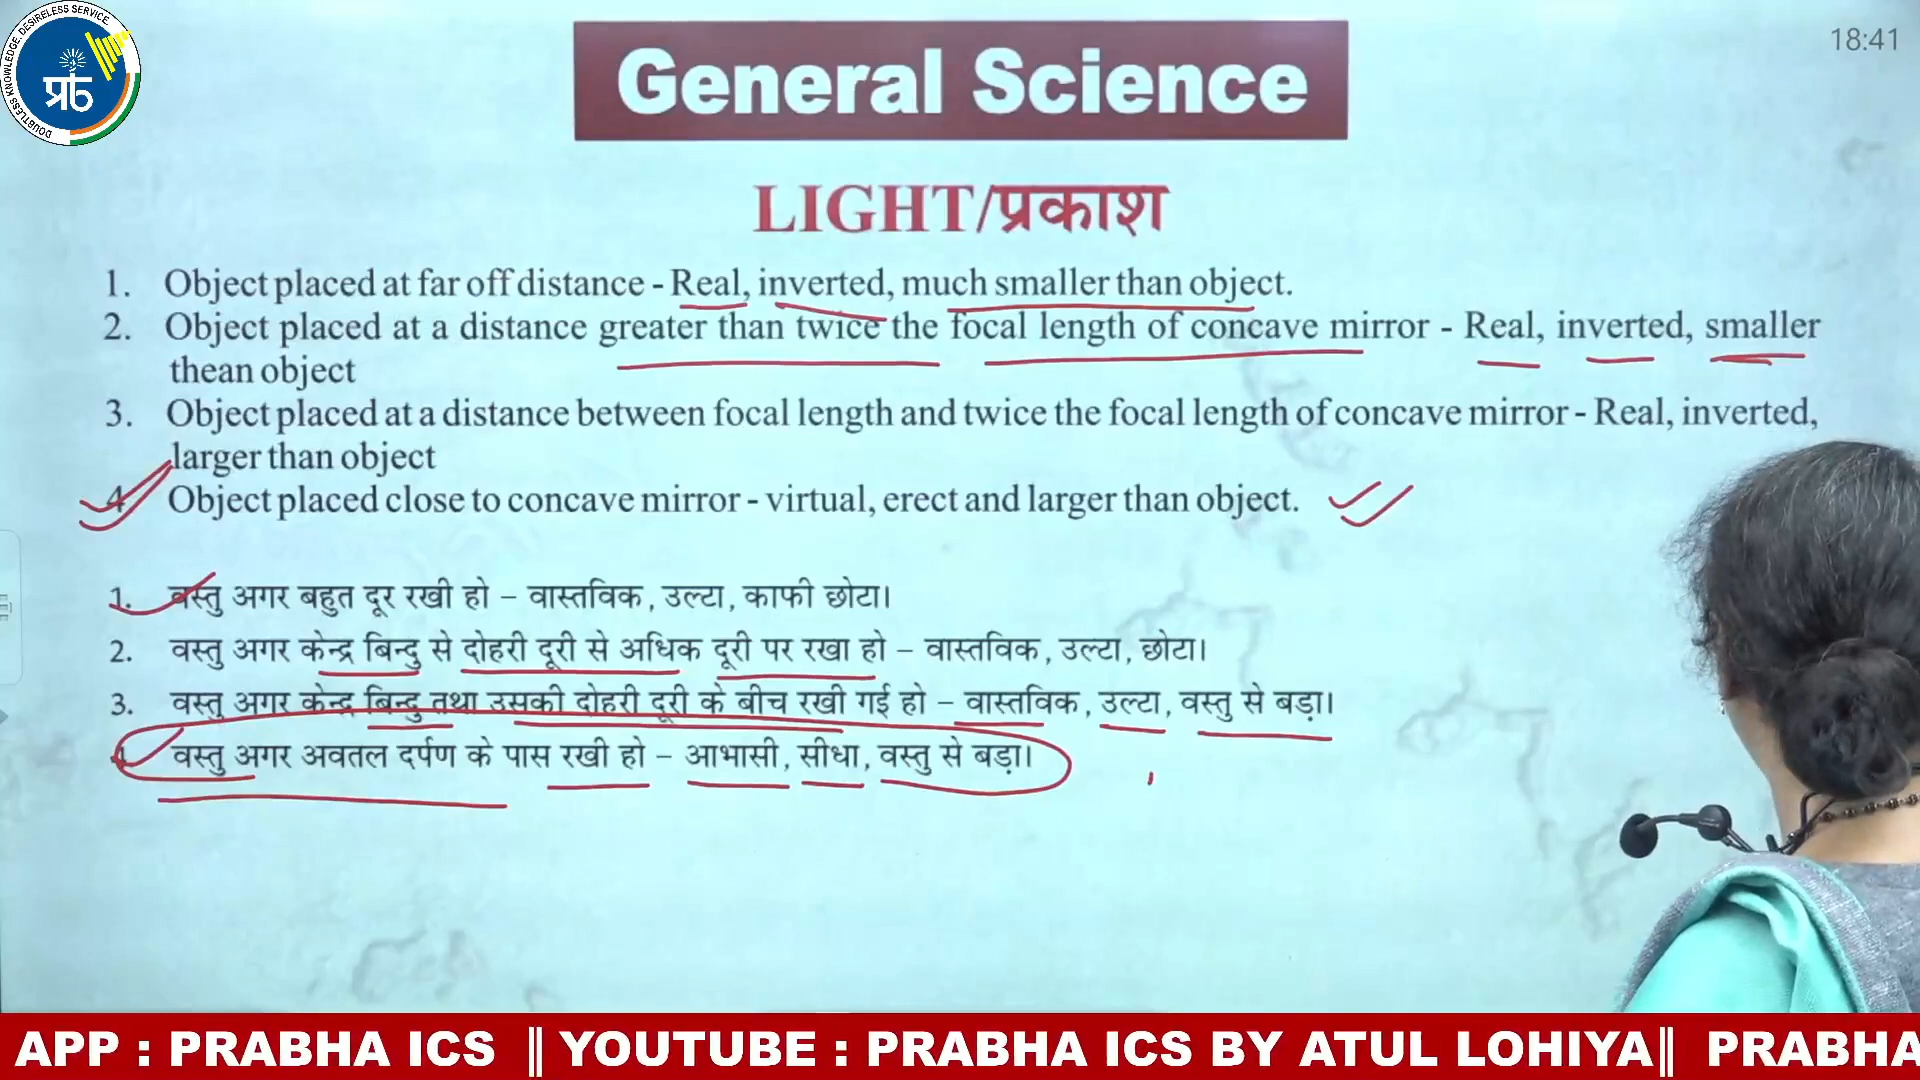 DOUBTLESS KNOWLEDGE, DESIRELESS SERVICE
प्रb
18:41
General Science
LIGHT/प्रकाश
1. Object placed at far off distance - Real, inverted, much smaller than object.
2. Object placed at a distance greater than twice the focal length of concave mirror - Real, inverted, smaller
thean object
3. Object placed at a distance between focal length and twice the focal length of concave mirror - Real, inverted,
larger than object
4. Object placed close to concave mirror - virtual, erect and larger than object.
1. वस्तु अगर बहुत दूर रखी हो – वास्तविक, उल्टा, काफी छोटा।
2. वस्तु अगर केन्द्र बिन्दु से दोहरी दूरी से अधिक दूरी पर रखा हो – वास्तविक, उल्टा, छोटा।
3. वस्तु अगर केन्द्र बिन्दु तथा उसकी दोहरी दूरी के बीच रखी गई हो – वास्तविक, उल्टा, वस्तु से बड़ा।
4. वस्तु अगर अवतल दर्पण के पास रखी हो – आभासी, सीधा, वस्तु से बड़ा।
APP : PRABHA ICS || YOUTUBE : PRABHA ICS BY ATUL LOHIYA|| PRABHA